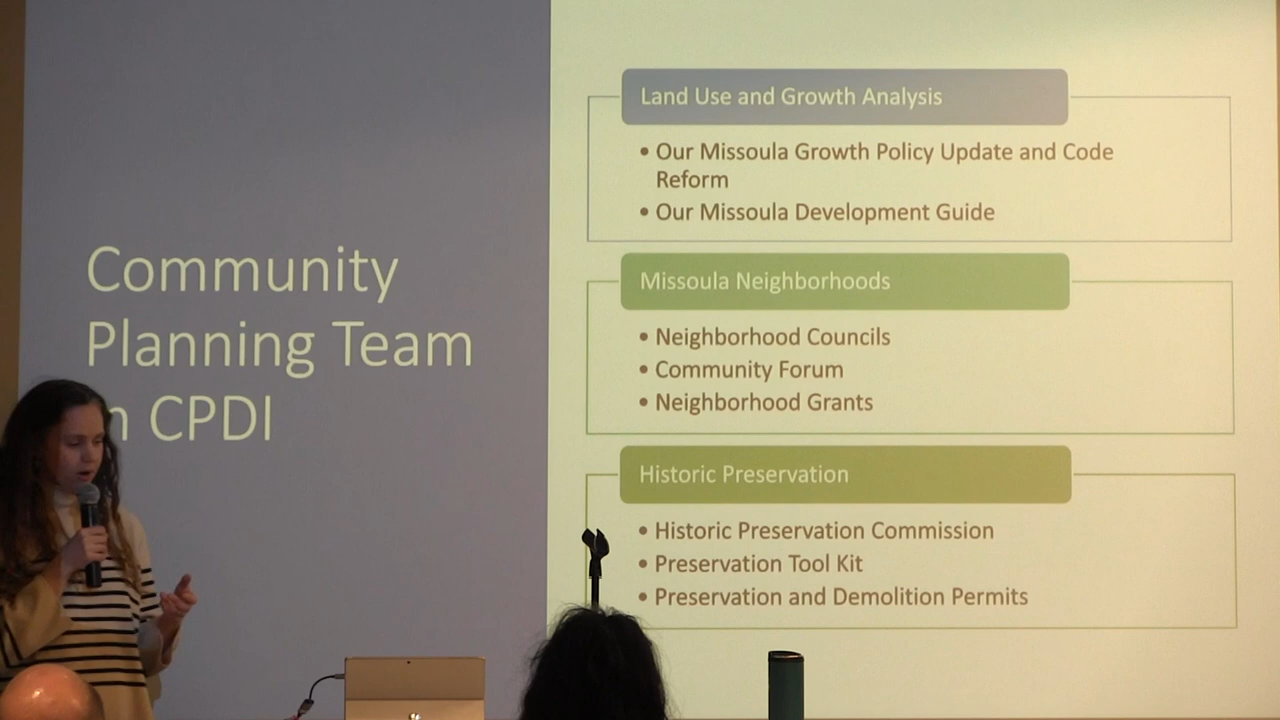 Community
Planning Team
n CPDI
Land Use and Growth Analysis
• Our Missoula Growth Policy Update and Code
Reform
• Our Missoula Development Guide
Missoula Neighborhoods
• Neighborhood Councils
• Community Forum
• Neighborhood Grants
Historic Preservation
• Historic Preservation Commission
• Preservation Tool Kit
• Preservation and Demolition Permits